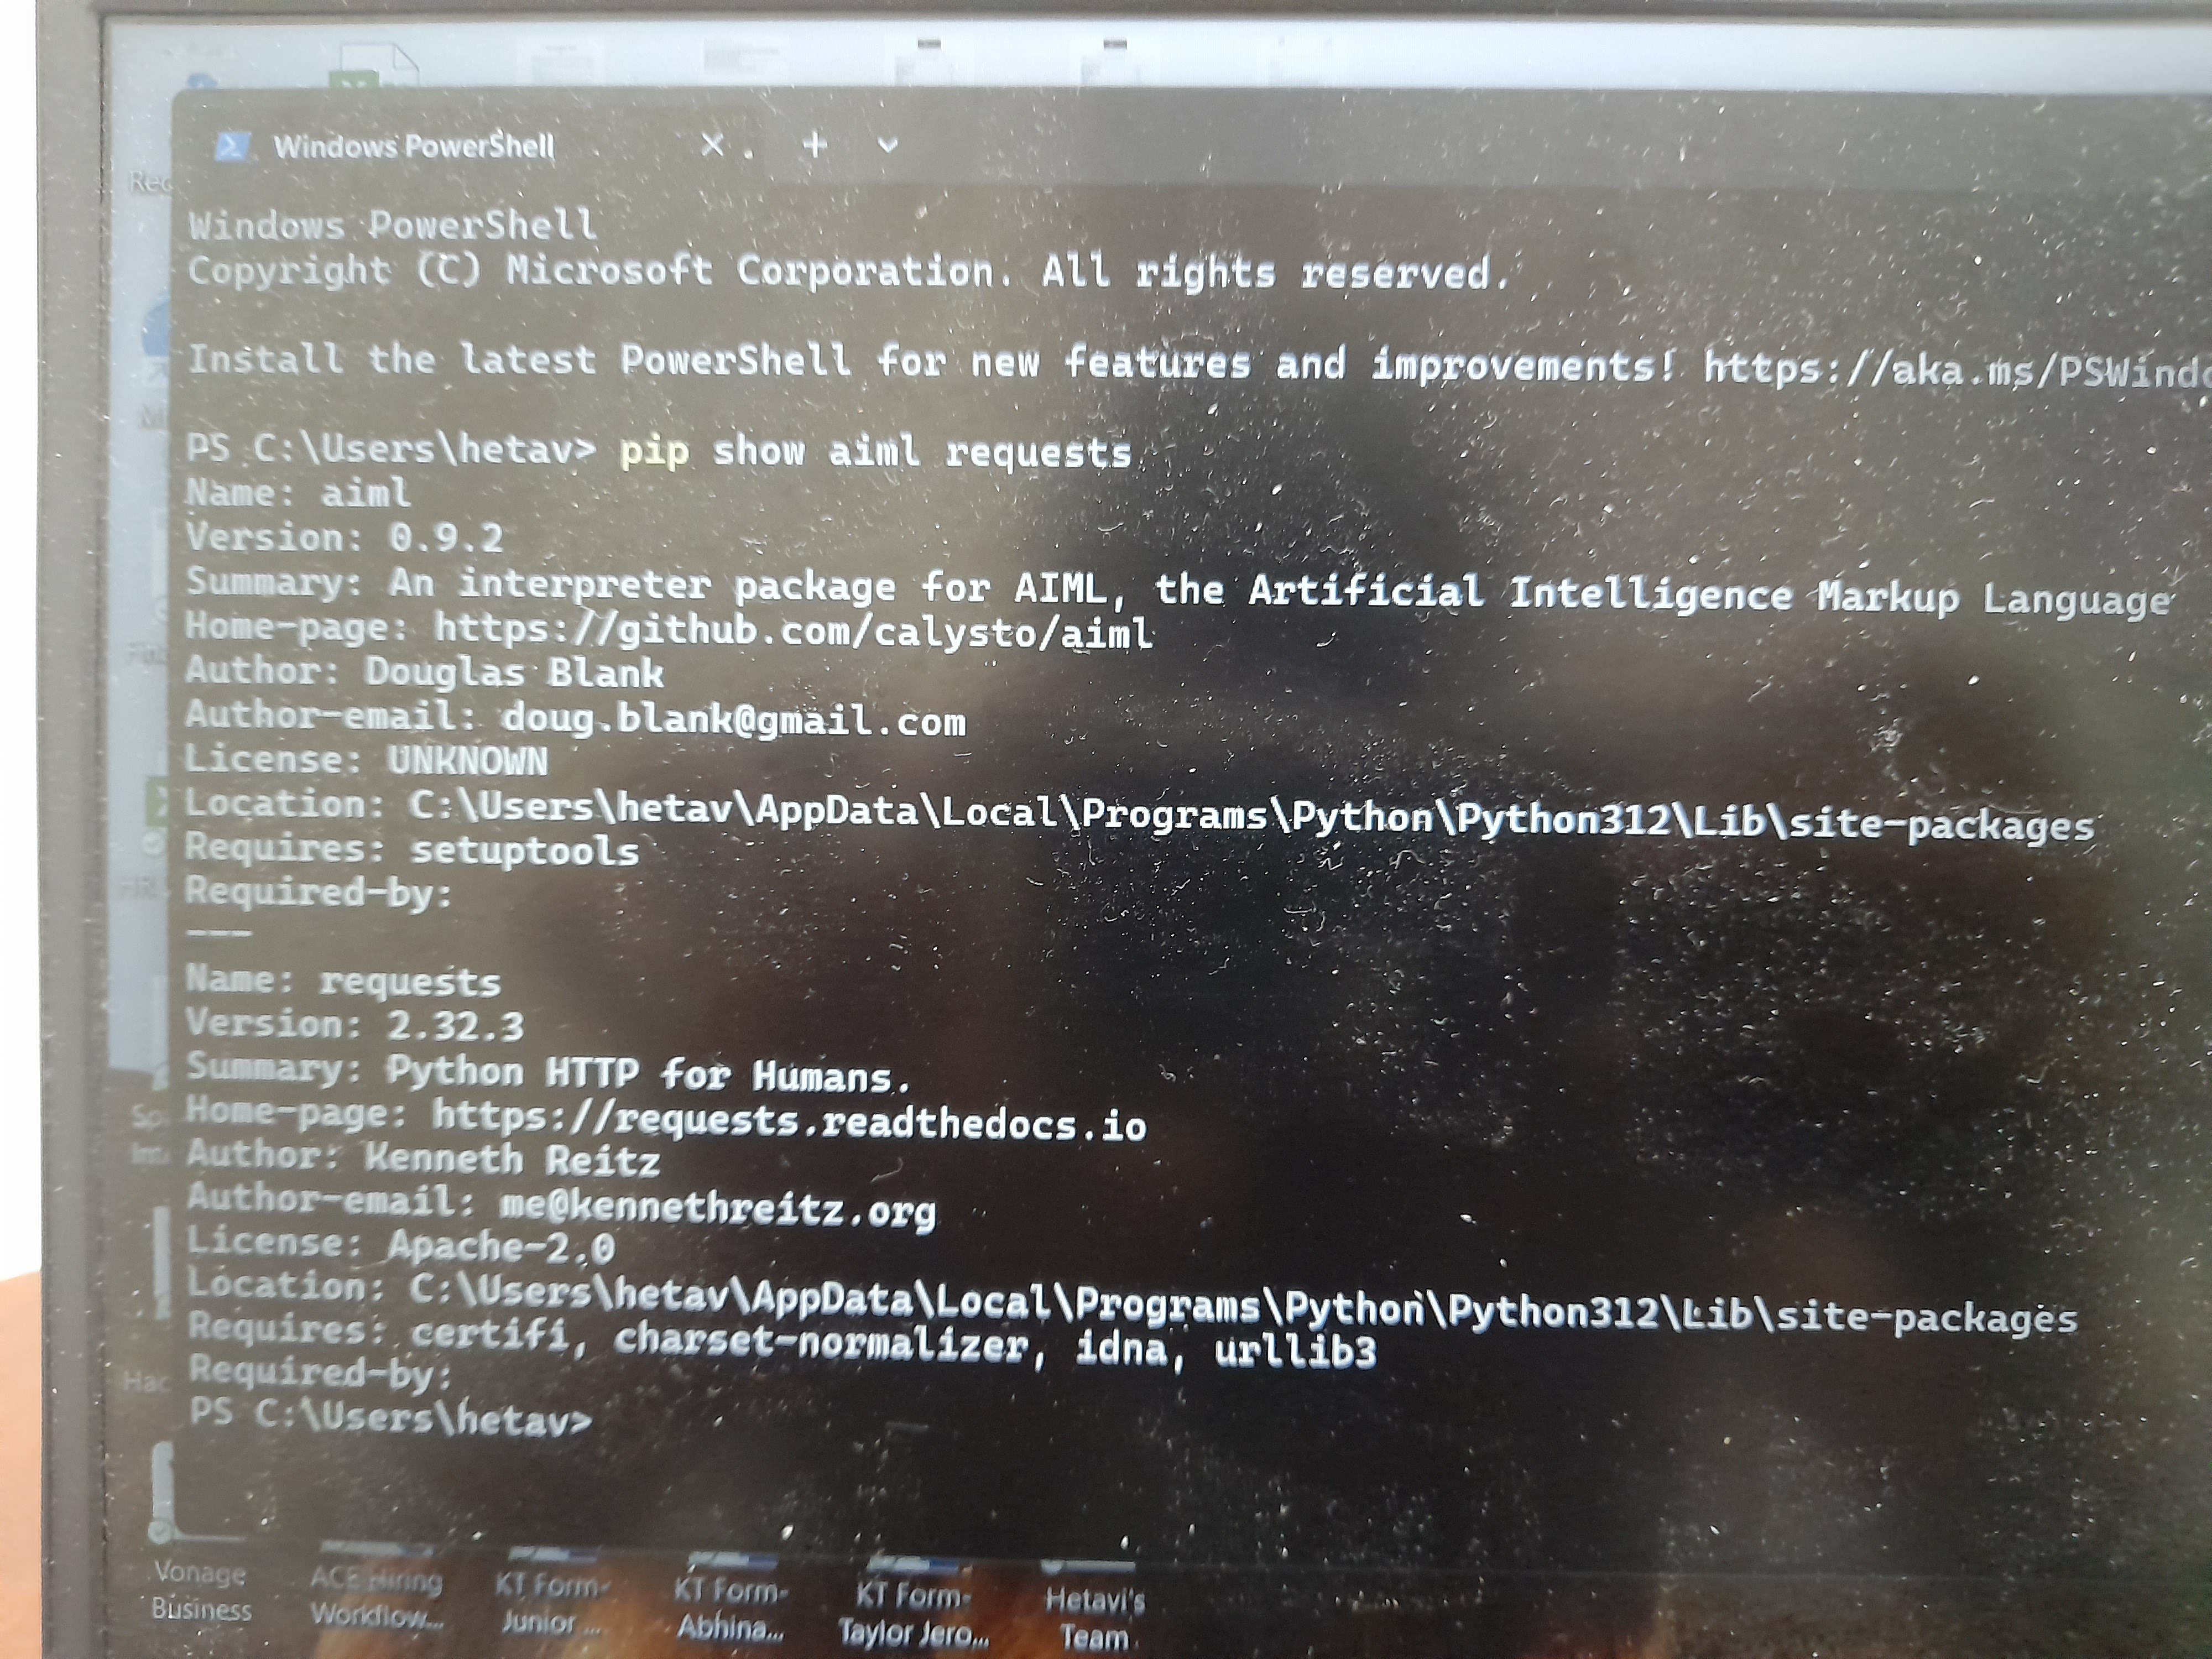 Windows PowerShell
Windows PowerShell
Copyright (C) Microsoft Corporation. All rights reserved.
Install the latest PowerShell for new features and improvements! https://aka.ms/PSWindo
PS C:\Users\hetav> pip show aiml requests
Name: aiml
Version: 0.9.2
Summary: An interpreter package for AIML, the Artificial Intelligence Markup Language
Home-page: https://github.com/calysto/aiml
Author: Douglas Blank
Author-email: doug.blank@gmail.com
License: UNKNOWN
Location: C:\Users\hetav\AppData\Local\Programs\Python\Python312\Lib\site-packages
Requires: setuptools
Required-by:
---
Name: requests
Version: 2.32.3
Summary: Python HTTP for Humans.
Home-page: https://requests.readthedocs.io
Author: Kenneth Reitz
Author-email: me@kennethreitz.org
License: Apache-2.0
Location: C:\Users\hetav\AppData\Local\Programs\Python\Python312\Lib\site-packages
Requires: certifi, charset-normalizer, idna, urllib3
Required-by:
PS C:\Users\hetav>
Vonage ACE Hiring KT Form- KT Form- KT Form- Hetavi's
Business Workflow... Junior ... Abhina... Taylor Jero... Team